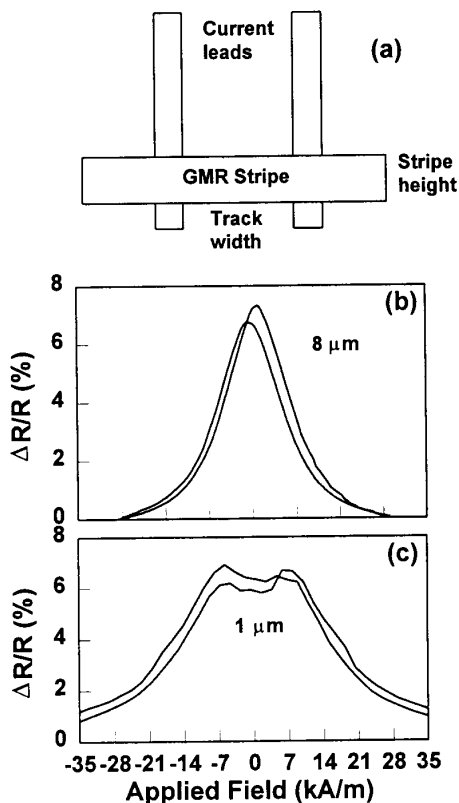 Current
leads
(a)
GMR Stripe
Stripe
height
Track
width
8
6
4
2
0
ΔR/R (%)
(b)
8 μm
8
6
4
2
0
ΔR/R (%)
(c)
1 μm
-35 -28 -21 -14 -7 0 7 14 21 28 35
Applied Field (kA/m)